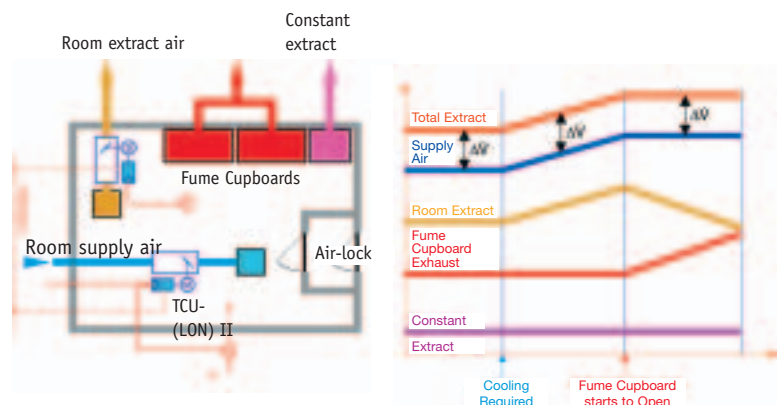 Room extract air
Constant
extract
Fume Cupboards
Room supply air
Air-lock
TCU-
(LON) II
Total Extract
Supply
Air
Room Extract
Fume
Cupboard
Exhaust
Constant
Extract
ΔV̇
ΔV̇
ΔV̇
Cooling
Required
Fume Cupboard
starts to Open